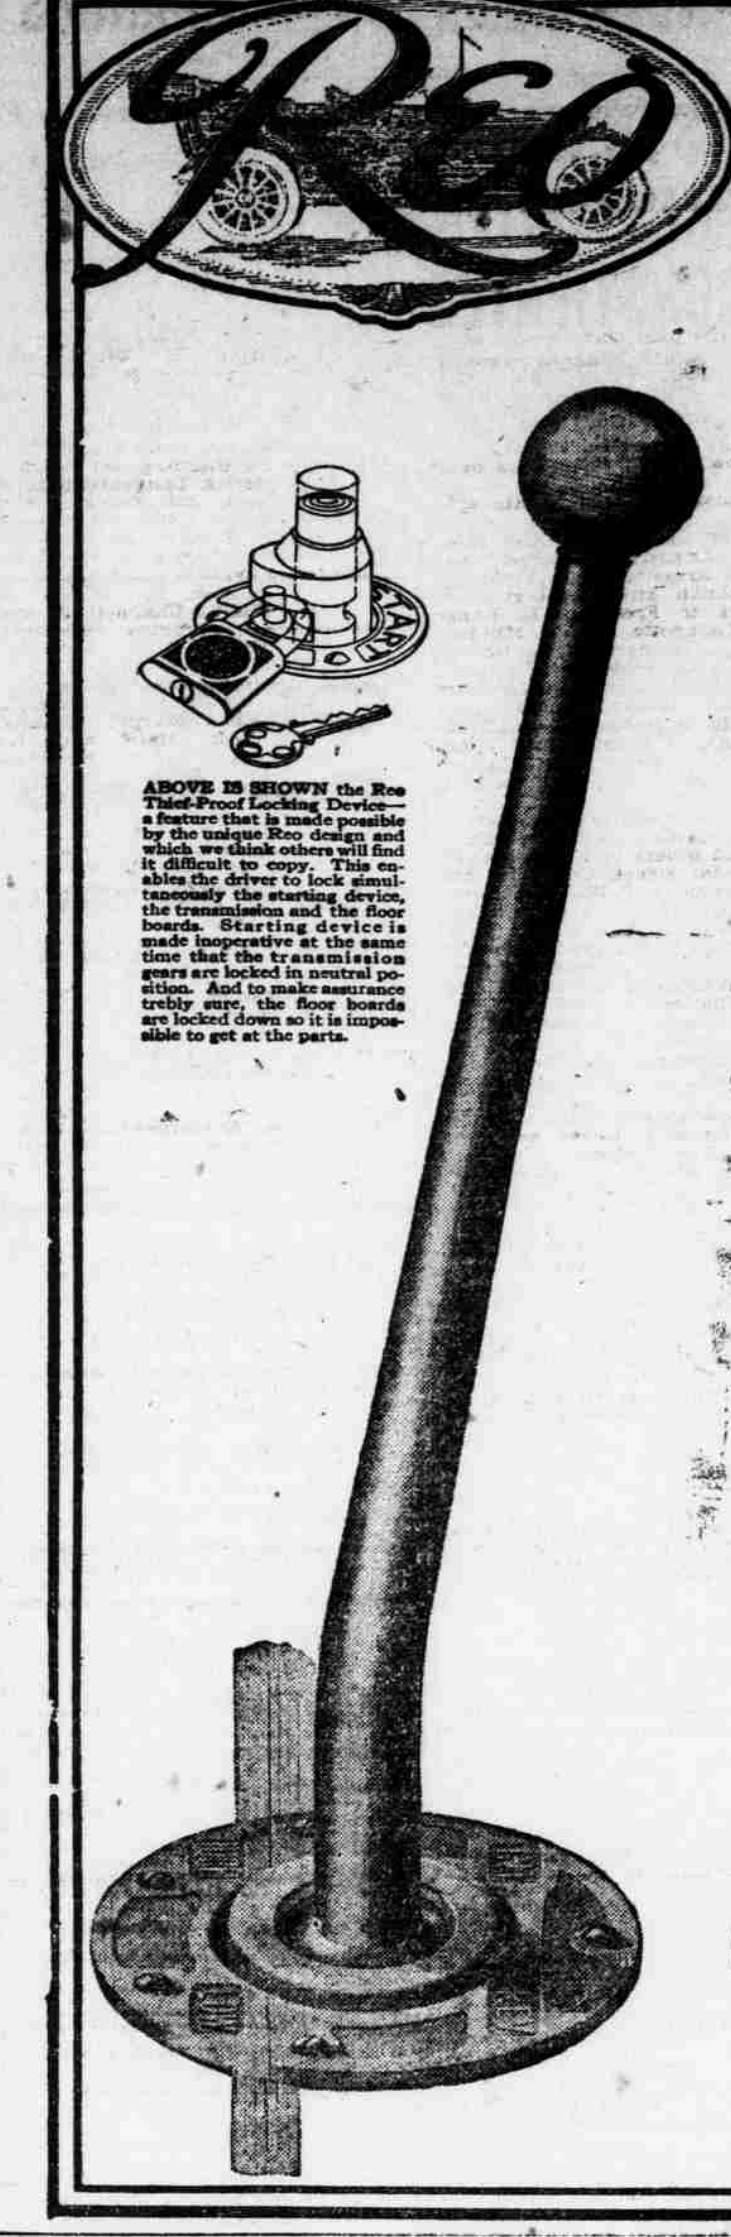 REO
START
ABOVE IS SHOWN the Reo
Thief-Proof Locking Device—
a feature that is made possible
by the unique Reo design and
which we think others will find
it difficult to copy. This en-
ables the driver to lock simul-
taneously the starting device,
the transmission and the floor
boards. Starting device is
made inoperative at the same
time that the transmission
gears are locked in neutral po-
sition. And to make assurance
trebly sure, the floor boards
are locked down so it is impos-
sible to get at the parts.